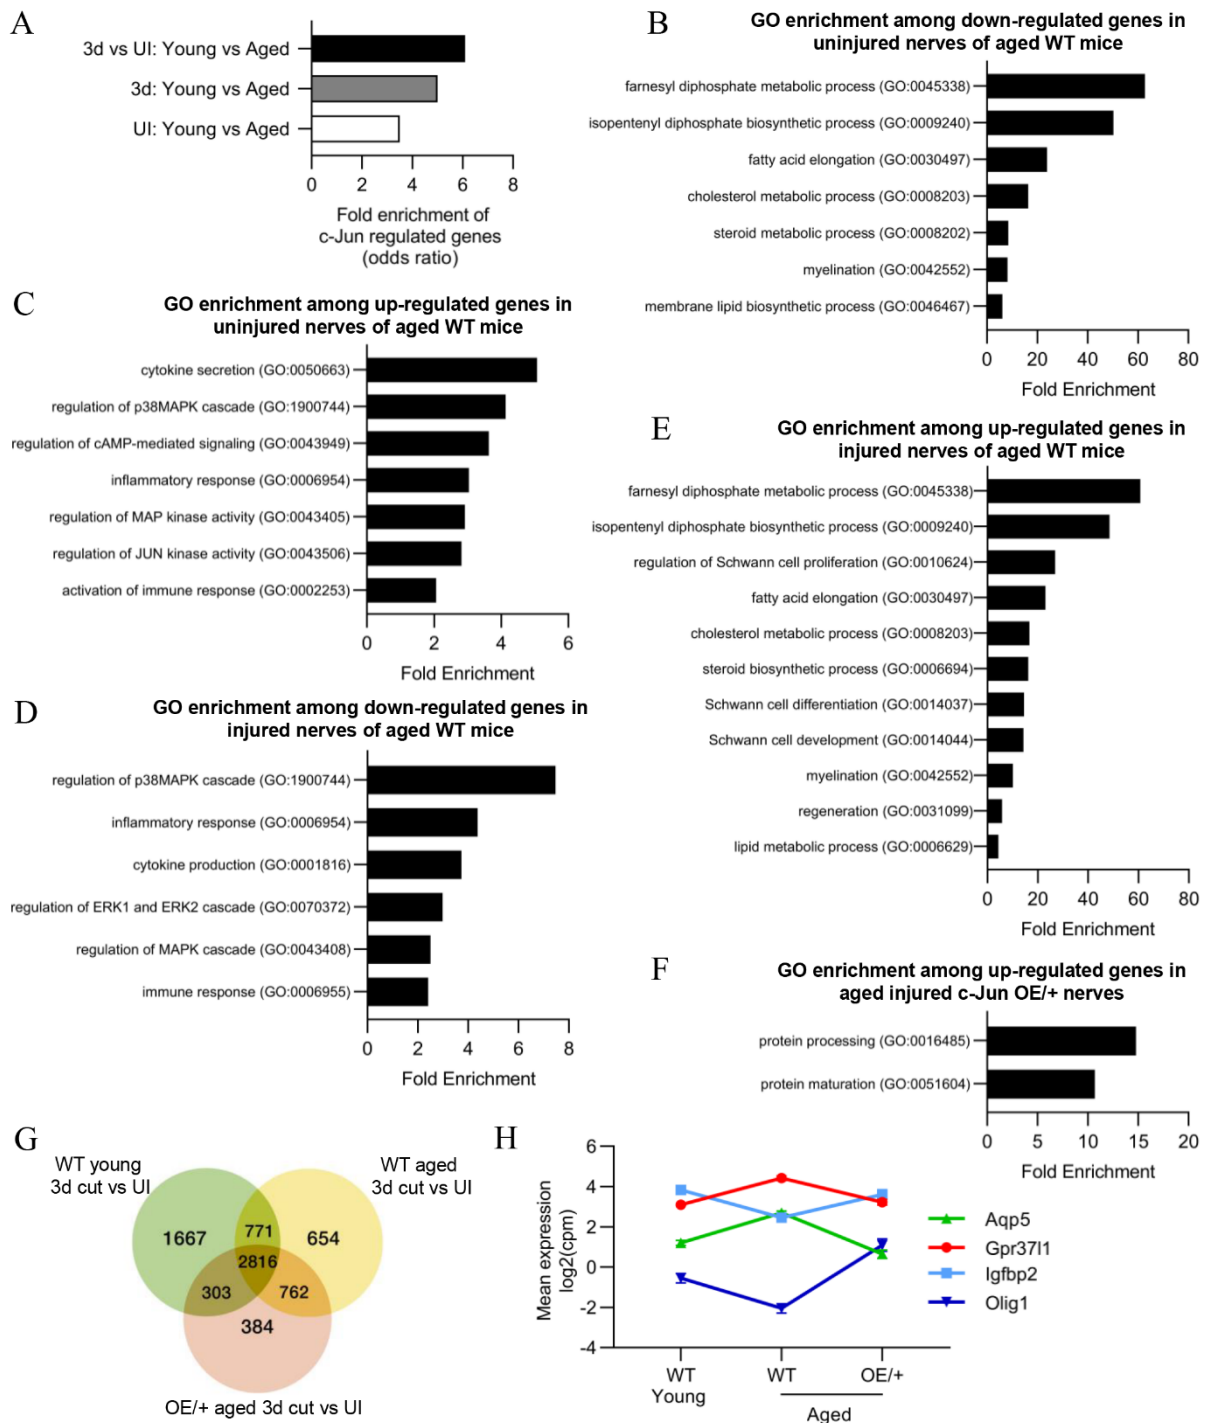 A
3d vs UI: Young vs Aged
3d: Young vs Aged
UI: Young vs Aged
0 2 4 6 8
Fold enrichment of
c-Jun regulated genes
(odds ratio)
B
GO enrichment among down-regulated genes in
uninjured nerves of aged WT mice
farnesyl diphosphate metabolic process (GO:0045338)
isopentenyl diphosphate biosynthetic process (GO:0009240)
fatty acid elongation (GO:0030497)
cholesterol metabolic process (GO:0008203)
steroid metabolic process (GO:0008202)
myelination (GO:0042552)
membrane lipid biosynthetic process (GO:0046467)
0 20 40 60 80
Fold Enrichment
C
GO enrichment among up-regulated genes in
uninjured nerves of aged WT mice
cytokine secretion (GO:0050663)
regulation of p38MAPK cascade (GO:1900744)
regulation of cAMP-mediated signaling (GO:0043949)
inflammatory response (GO:0006954)
regulation of MAP kinase activity (GO:0043405)
regulation of JUN kinase activity (GO:0043506)
activation of immune response (GO:0002253)
0 2 4 6
Fold Enrichment
D
GO enrichment among down-regulated genes in
injured nerves of aged WT mice
regulation of p38MAPK cascade (GO:1900744)
inflammatory response (GO:0006954)
cytokine production (GO:0001816)
regulation of ERK1 and ERK2 cascade (GO:0070372)
regulation of MAPK cascade (GO:0043408)
immune response (GO:0006955)
0 2 4 6 8
Fold Enrichment
E
GO enrichment among up-regulated genes in
injured nerves of aged WT mice
farnesyl diphosphate metabolic process (GO:0045338)
isopentenyl diphosphate biosynthetic process (GO:0009240)
regulation of Schwann cell proliferation (GO:0010624)
fatty acid elongation (GO:0030497)
cholesterol metabolic process (GO:0008203)
steroid biosynthetic process (GO:0006694)
Schwann cell differentiation (GO:0014037)
Schwann cell development (GO:0014044)
myelination (GO:0042552)
regeneration (GO:0031099)
lipid metabolic process (GO:0006629)
0 20 40 60 80
Fold Enrichment
F
GO enrichment among up-regulated genes in
aged injured c-Jun OE/+ nerves
protein processing (GO:0016485)
protein maturation (GO:0051604)
0 5 10 15 20
Fold Enrichment
G
WT young
3d cut vs UI
WT aged
3d cut vs UI
1667
771
654
2816
303
762
384
OE/+ aged 3d cut vs UI
H
Mean expression
log2(cpm)
6
4
2
0
-2
-4
WT
Young
WT
OE/+
Aged
Aqp5
Gpr37l1
Igfbp2
Olig1